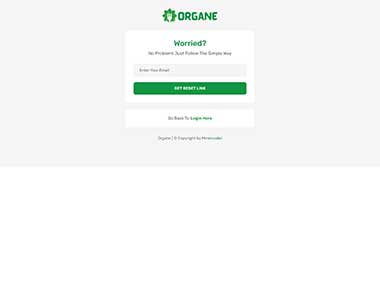 ORGANE
Worried?
No Problem Just Follow The Simple Way
Enter Your Email
GET RESET LINK
Go Back To Login Here
Organe | © Copyright by Mirexcoder